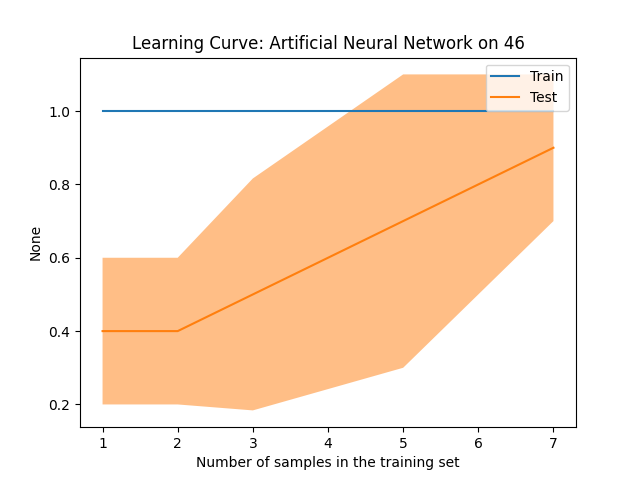 Learning Curve: Artificial Neural Network on 46
Train
Test
1.0
0.8
0.6
0.4
0.2
None
1 2 3 4 5 6 7
Number of samples in the training set